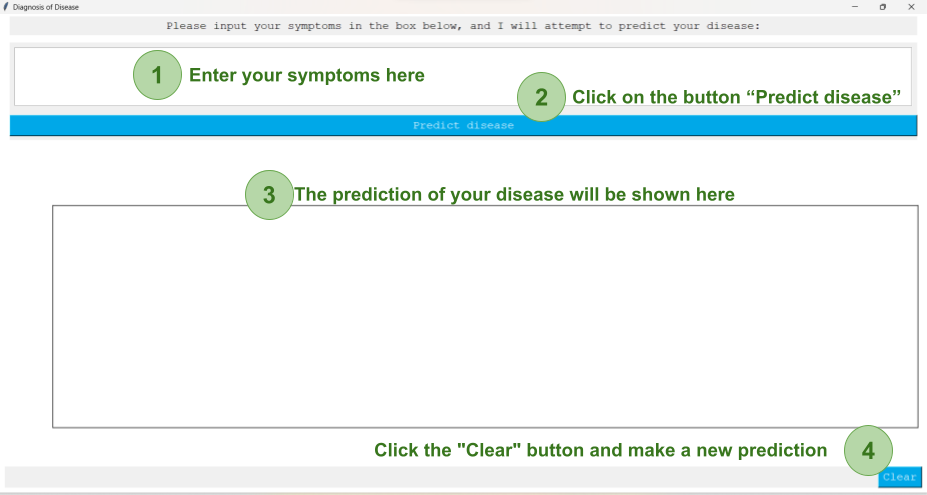 Diagnosis of Disease
Please input your symptoms in the box below, and I will attempt to predict your disease:
1 Enter your symptoms here
2 Click on the button “Predict disease”
Predict disease
3 The prediction of your disease will be shown here
Click the "Clear" button and make a new prediction 4
Clear